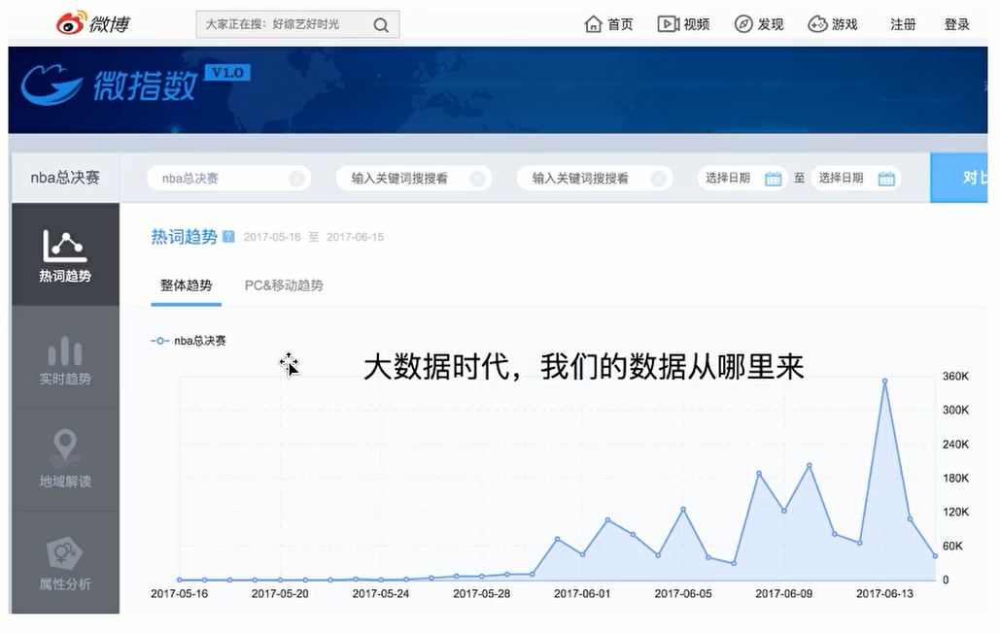 微博 大家正在搜：好综艺好时光 首页 视频 发现 游戏 注册 登录
微指数 V1.0
nba总决赛 nba总决赛 输入关键词搜搜看 输入关键词搜搜看 选择日期 至 选择日期
热词趋势 ? 2017-05-16 至 2017-06-15
热词趋势
整体趋势 PC&移动趋势
nba总决赛
大数据时代，我们的数据从哪里来
实时趋势
地域解读
属性分析
360K
300K
240K
180K
120K
60K
0
2017-05-16 2017-05-20 2017-05-24 2017-05-28 2017-06-01 2017-06-05 2017-06-09 2017-06-13